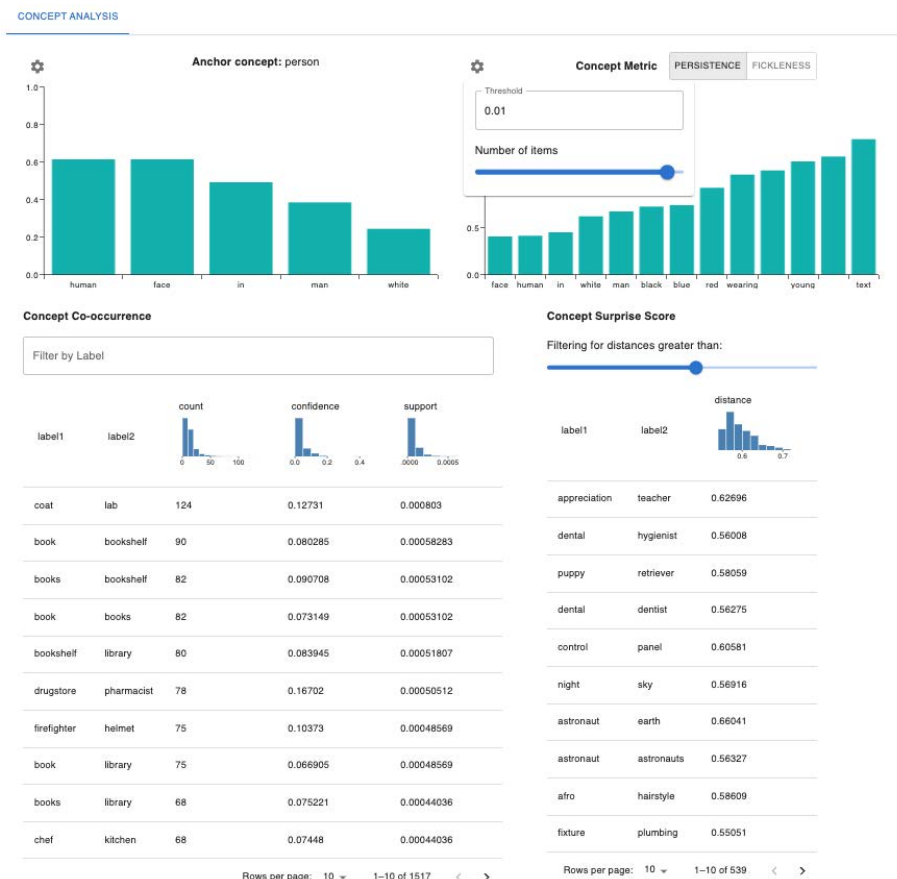 CONCEPT ANALYSIS
Anchor concept: person
1.0
0.8
0.6
0.4
0.2
0.0
human face in man white
Concept Metric PERSISTENCE FICKLENESS
Threshold
0.01
Number of items
0.5
0.0
face human in white man black blue red wearing young text
Concept Co-occurrence
Filter by Label
label1 label2 count confidence support
0 50 100 0.0 0.2 0.4 .0000 0.0005
coat lab 124 0.12731 0.000803
book bookshelf 90 0.080285 0.00058283
books bookshelf 82 0.090708 0.00053102
book books 82 0.073149 0.00053102
bookshelf library 80 0.083945 0.00051807
drugstore pharmacist 78 0.16702 0.00050512
firefighter helmet 75 0.10373 0.00048569
book library 75 0.066905 0.00048569
books library 68 0.075221 0.00044036
chef kitchen 68 0.07448 0.00044036
Rows per page: 10 1–10 of 1517
Concept Surprise Score
Filtering for distances greater than:
label1 label2 distance
0.6 0.7
appreciation teacher 0.62696
dental hygienist 0.56008
puppy retriever 0.58059
dental dentist 0.56275
control panel 0.60581
night sky 0.56916
astronaut earth 0.66041
astronaut astronauts 0.56327
afro hairstyle 0.58609
fixture plumbing 0.55051
Rows per page: 10 1–10 of 539